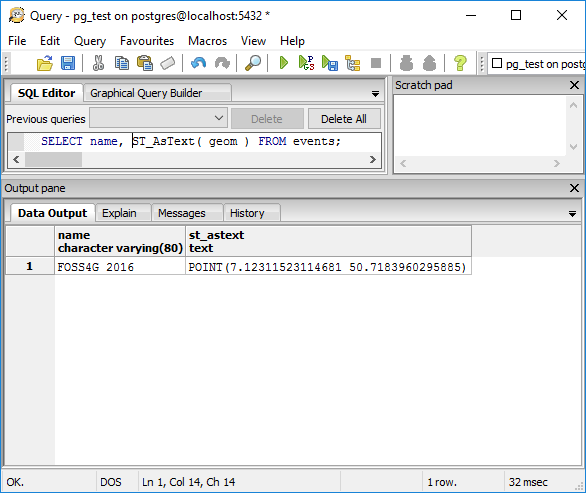 Query - pg_test on postgres@localhost:5432 *
File Edit Query Favourites Macros View Help
pg_test on postg
SQL Editor Graphical Query Builder
Scratch pad
Previous queries Delete Delete All
SELECT name, ST_AsText( geom ) FROM events;
Output pane
Data Output Explain Messages History
name st_astext
character varying(80) text
1 FOSS4G 2016 POINT(7.12311523114681 50.7183960295885)
OK. DOS Ln 1, Col 14, Ch 14 1 row. 32 msec